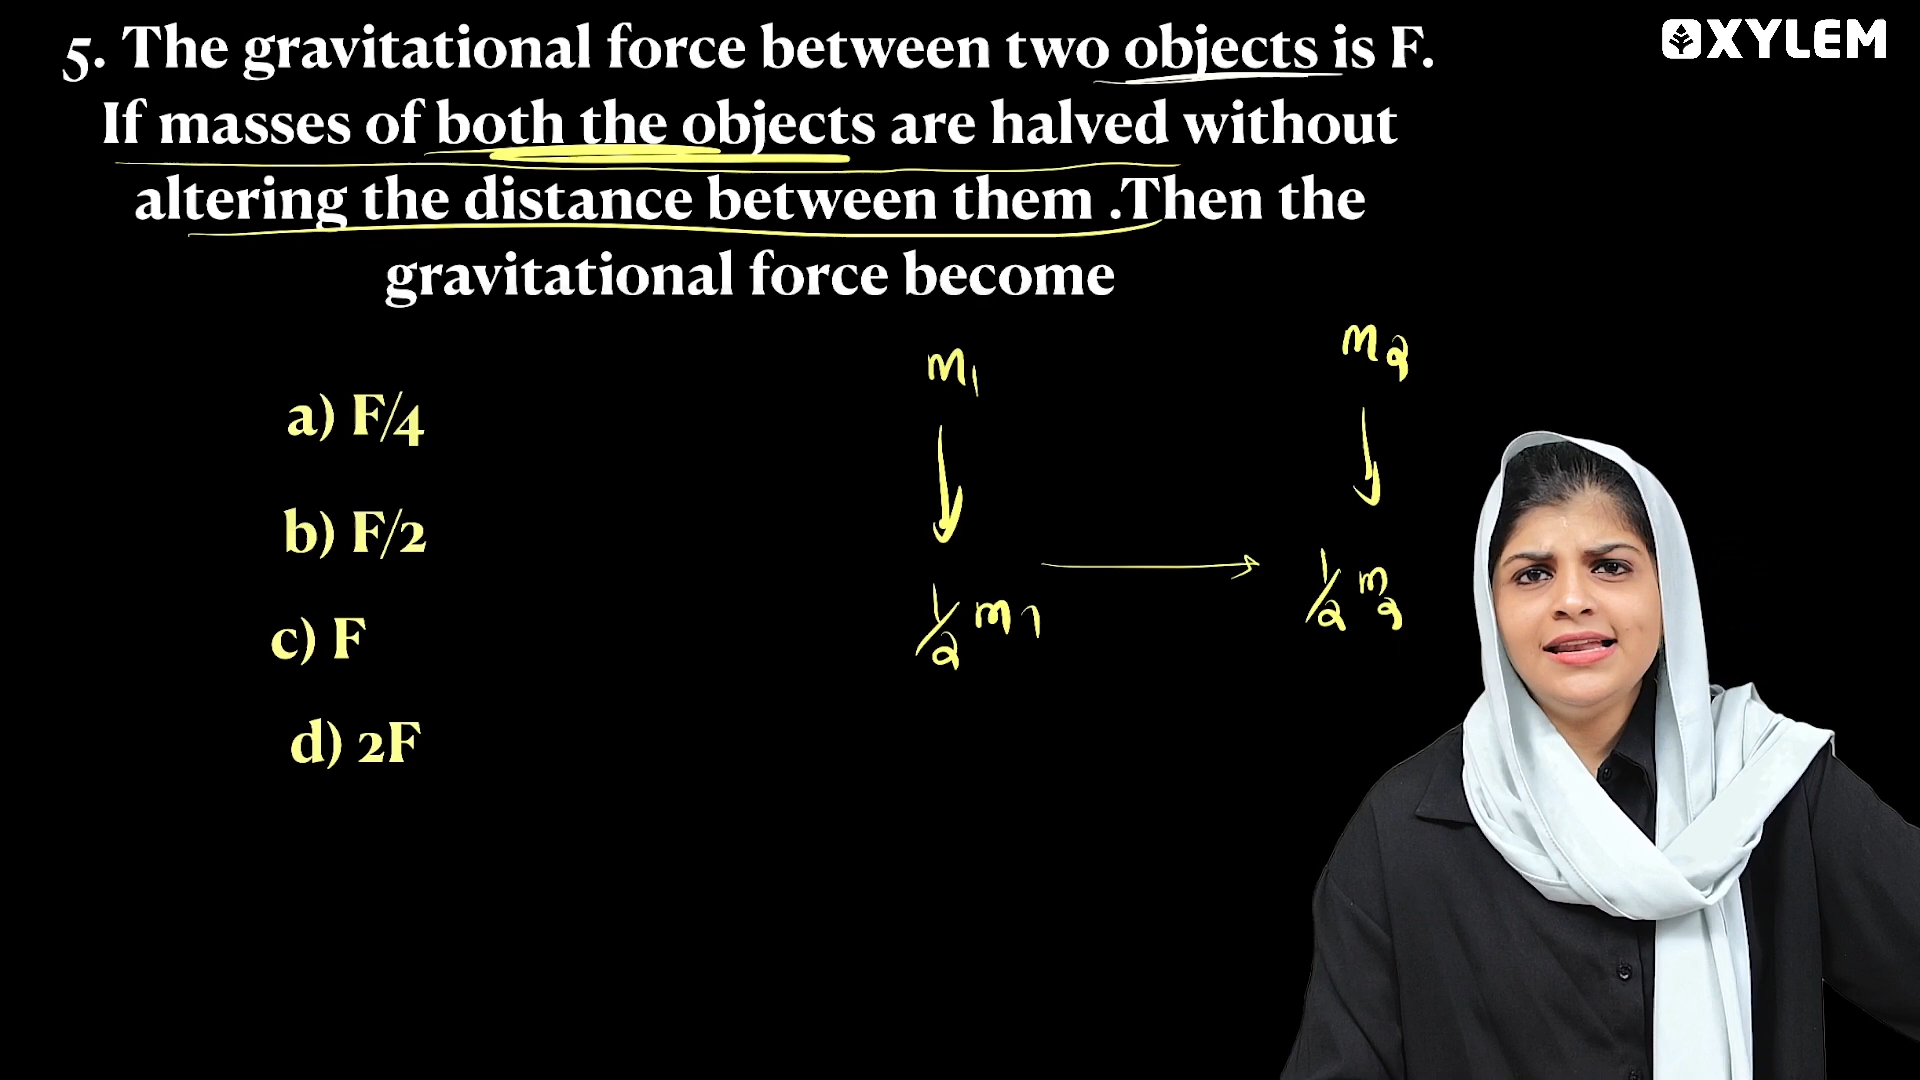 5. The gravitational force between two objects is F.
If masses of both the objects are halved without
altering the distance between them .Then the
gravitational force become
XYLEM
a) F/4
b) F/2
c) F
d) 2F
m1 m2
1/2 m1 1/2 m2